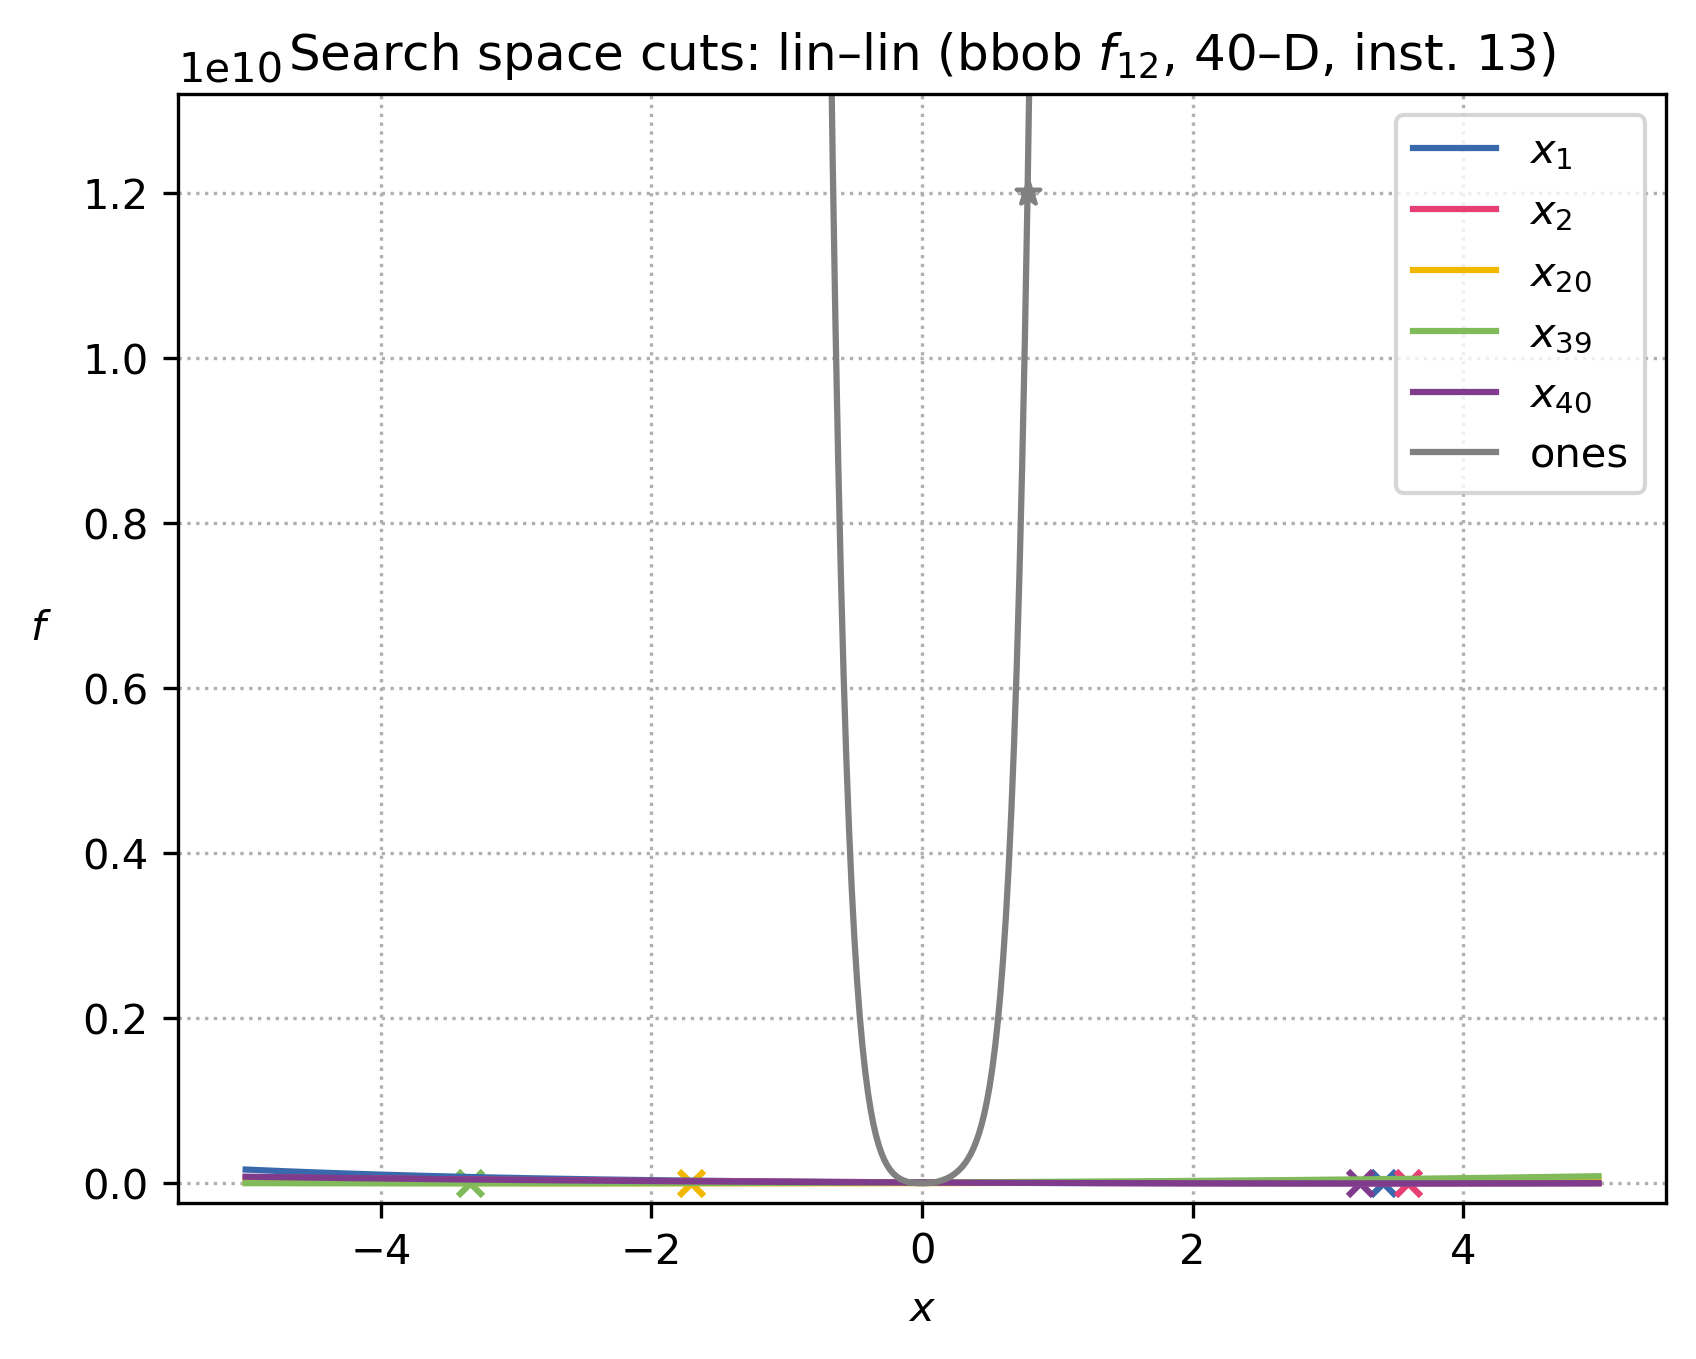 1e10
Search space cuts: lin–lin (bbob f12, 40–D, inst. 13)
1.2
1.0
0.8
0.6
0.4
0.2
0.0
f
−4
−2
0
2
4
x
x1
x2
x20
x39
x40
ones